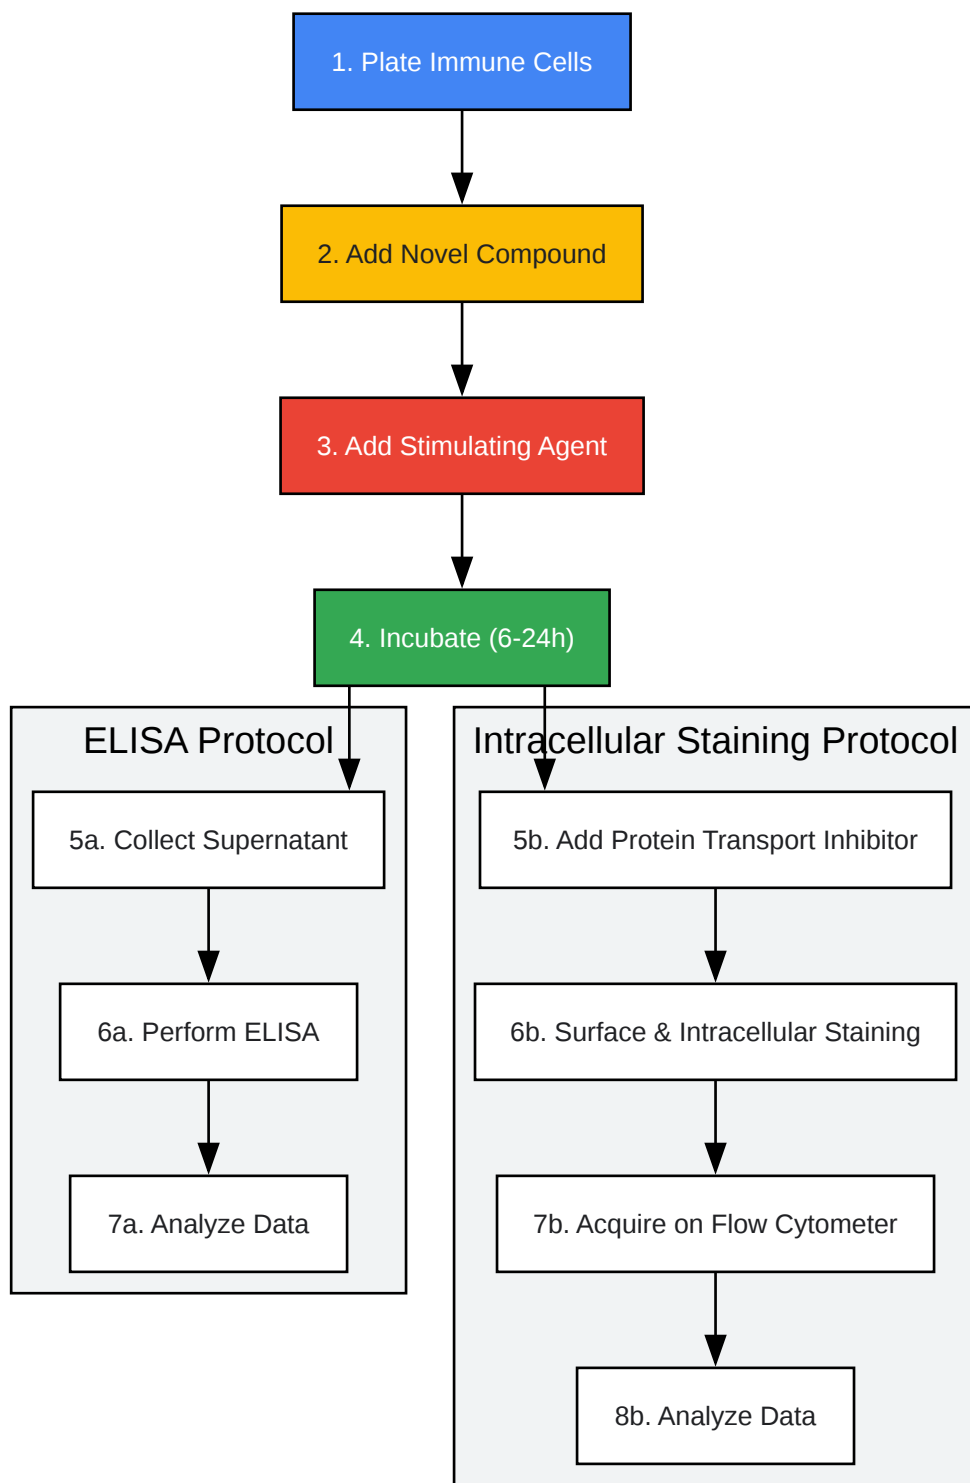 1. Plate Immune Cells
2. Add Novel Compound
3. Add Stimulating Agent
4. Incubate (6-24h)
ELISA Protocol
5a. Collect Supernatant
6a. Perform ELISA
7a. Analyze Data
Intracellular Staining Protocol
5b. Add Protein Transport Inhibitor
6b. Surface & Intracellular Staining
7b. Acquire on Flow Cytometer
8b. Analyze Data